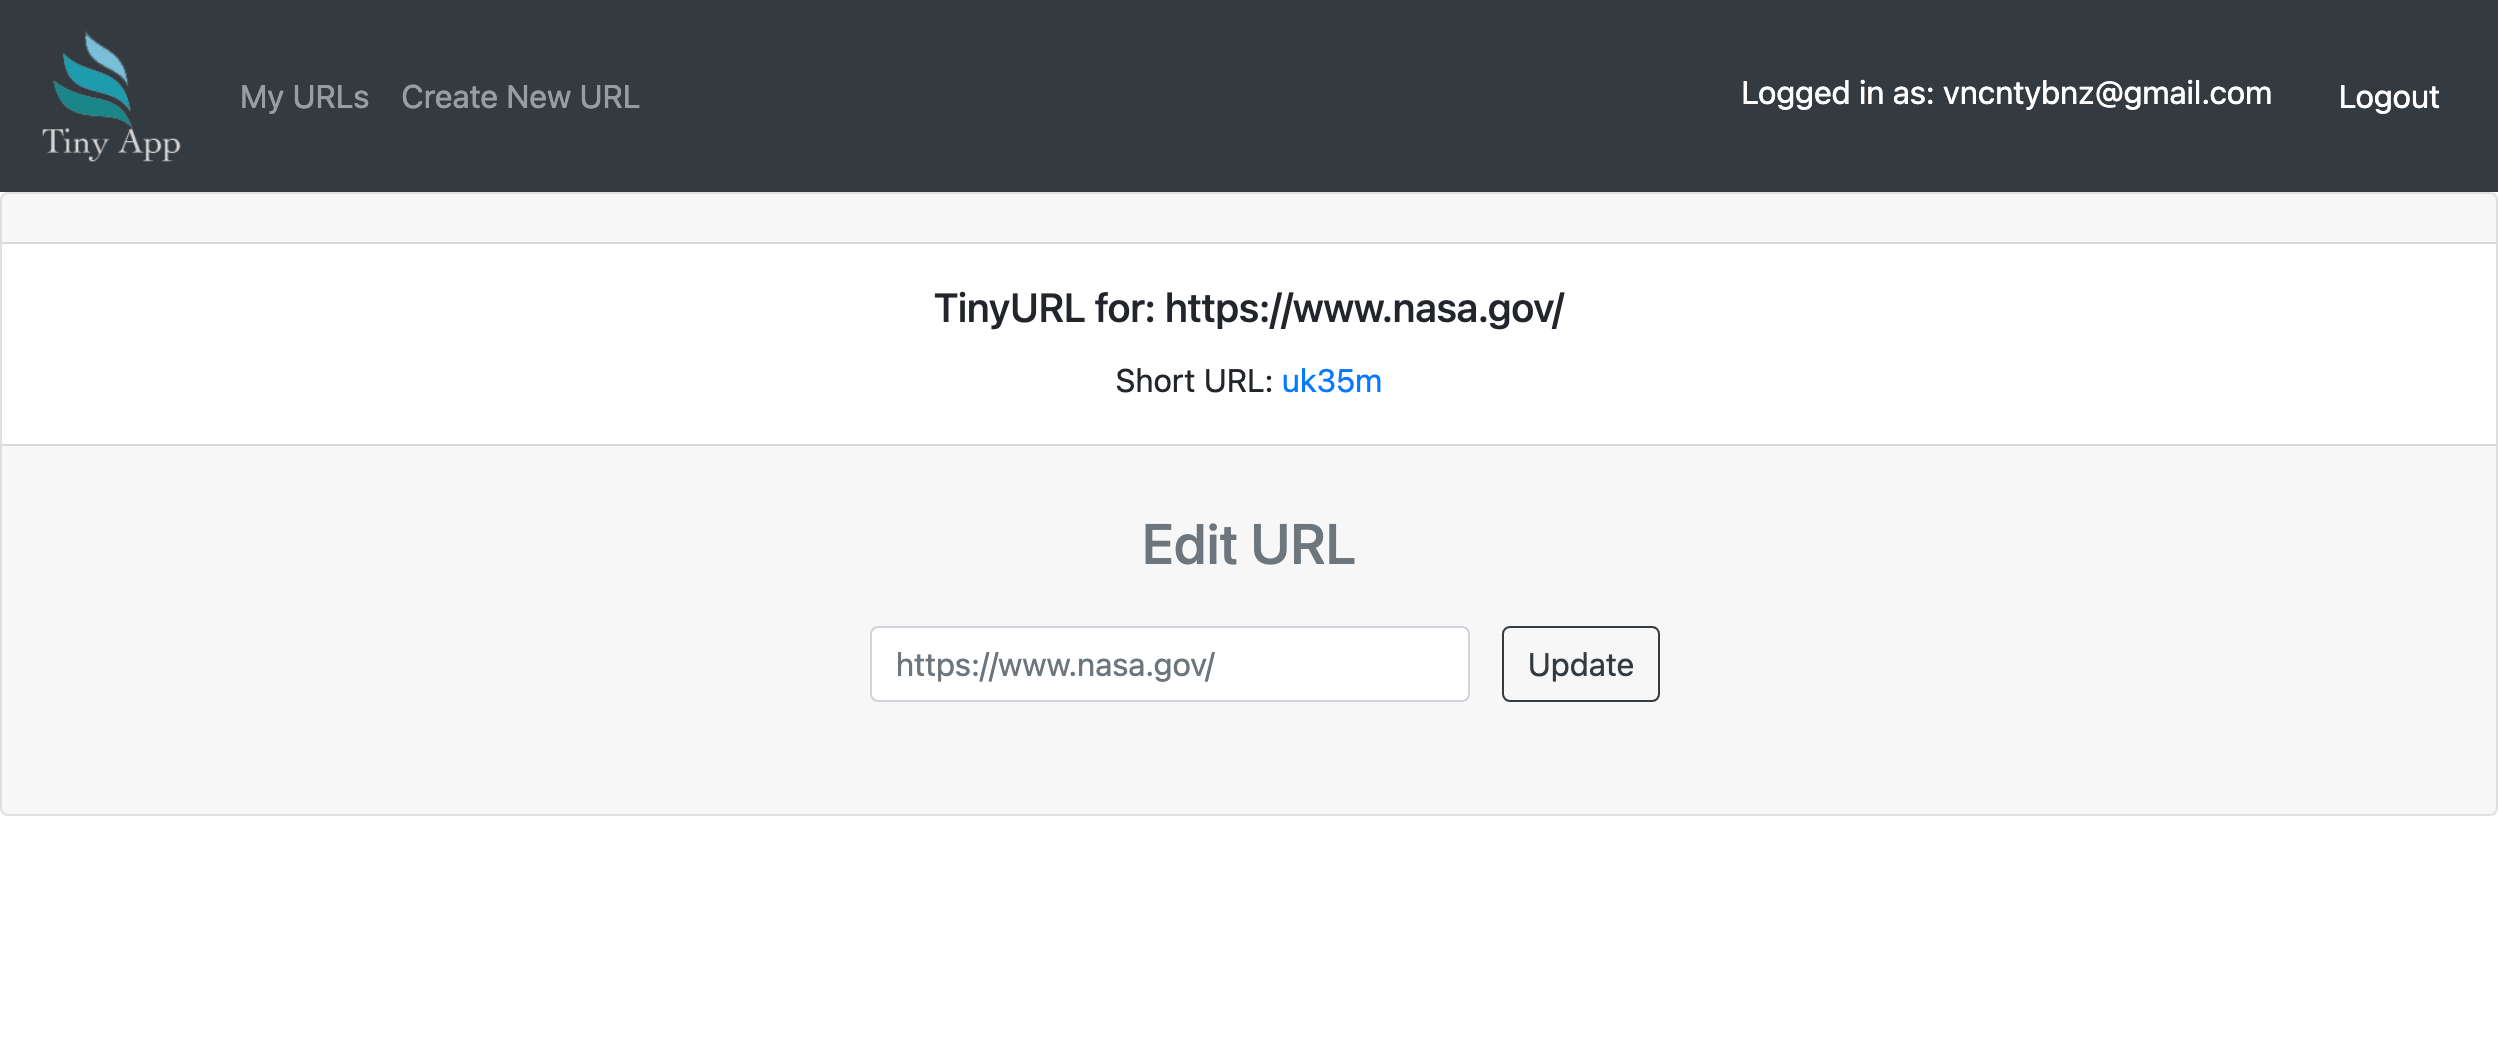 Tiny App
My URLs Create New URL
Logged in as: vncntybnz@gmail.com Logout
TinyURL for: https://www.nasa.gov/
Short URL: uk35m
Edit URL
https://www.nasa.gov/ Update